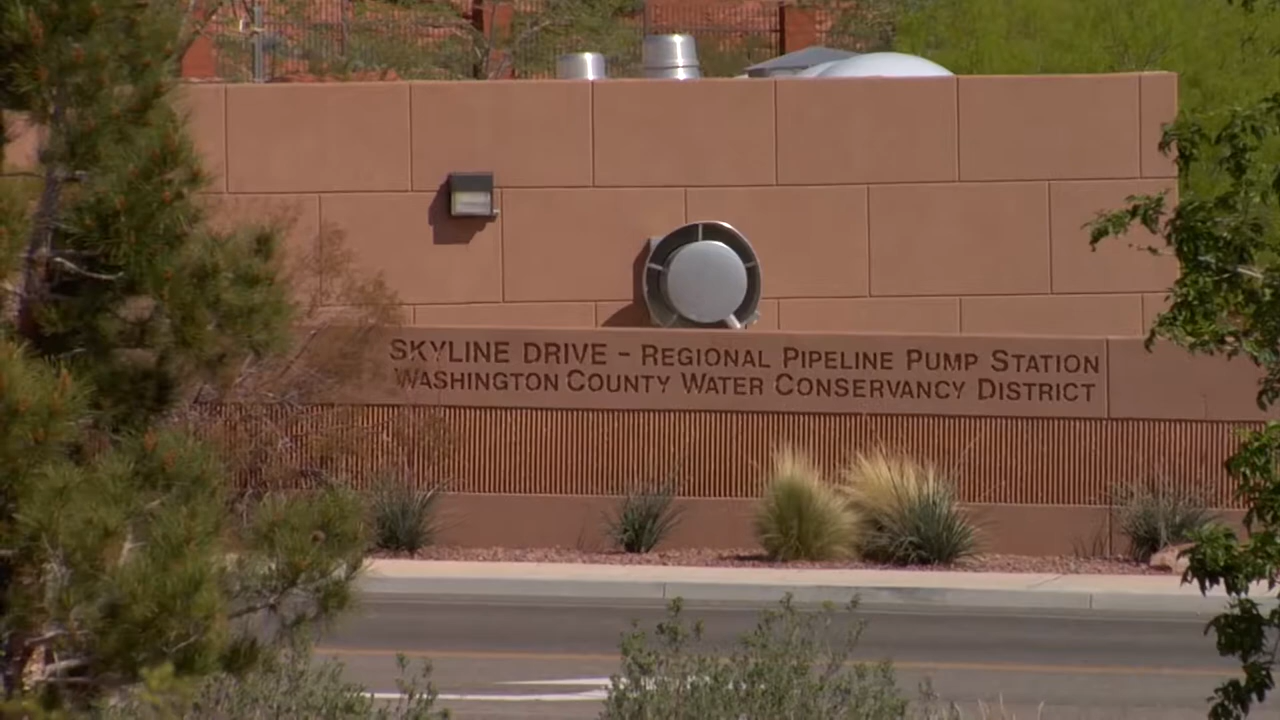 SKYLINE DRIVE - REGIONAL PIPELINE PUMP STATION
WASHINGTON COUNTY WATER CONSERVANCY DISTRICT